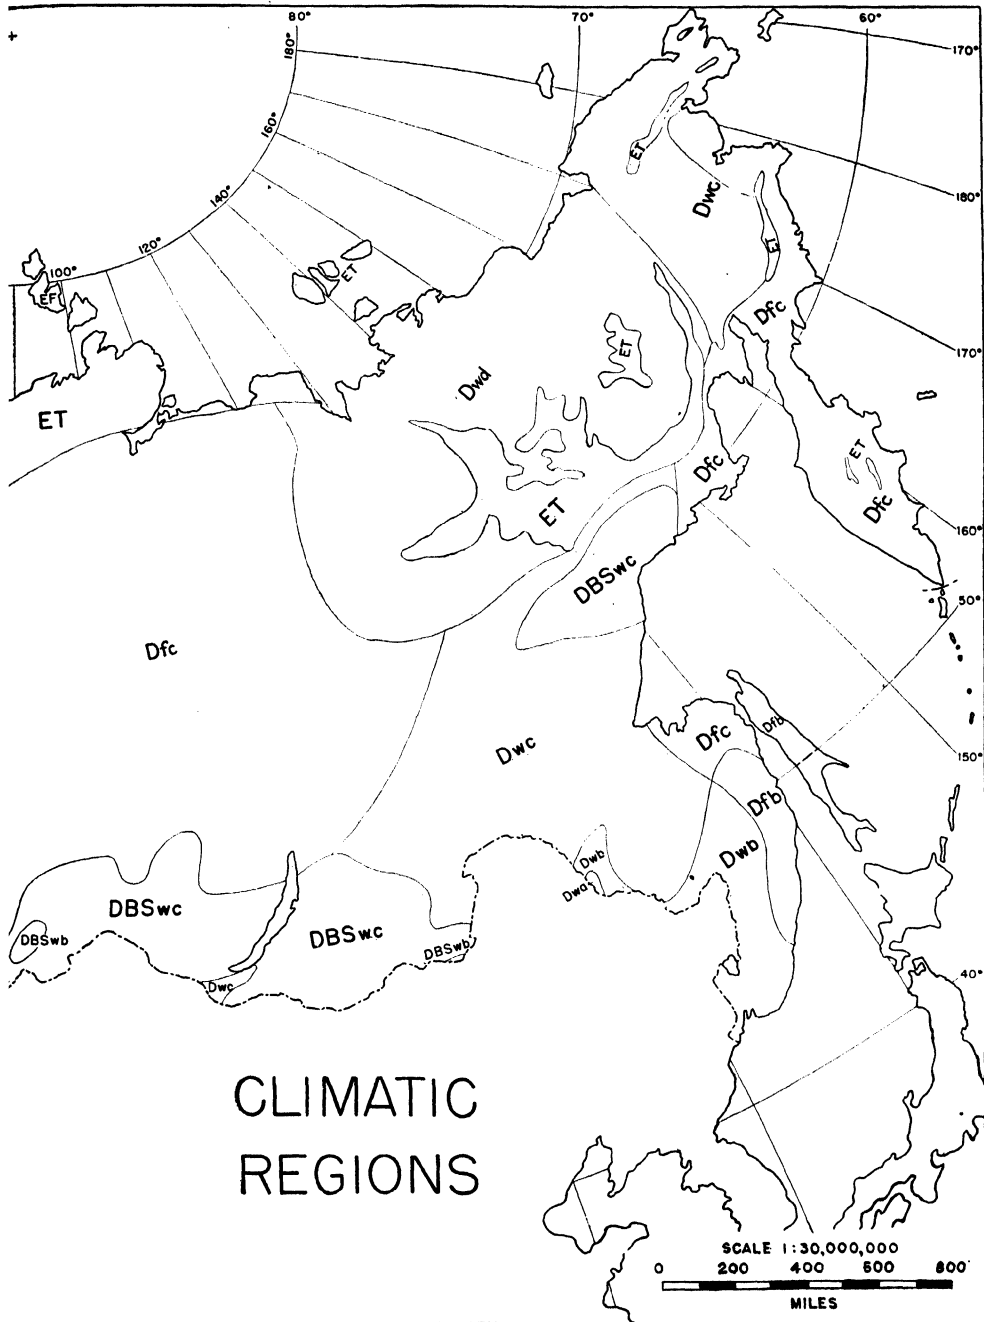 80°
70°
60°
180°
170°
160°
140°
180°
120°
100°
EF
ET
ET
Dwc
ET
ET
Dfc
170°
ET
Dwd
ET
ET
Dfc
Dfc
ET
160°
DBSwc
50°
Dfc
Dwc
Dfc
Dfb
150°
Dfb
Dwb
Dwb
Dwa
DBSwc
DBSwc
DBSwb
DBSwb
Dwc
40°
CLIMATIC
REGIONS
SCALE 1:30,000,000
0 200 400 600 800
MILES